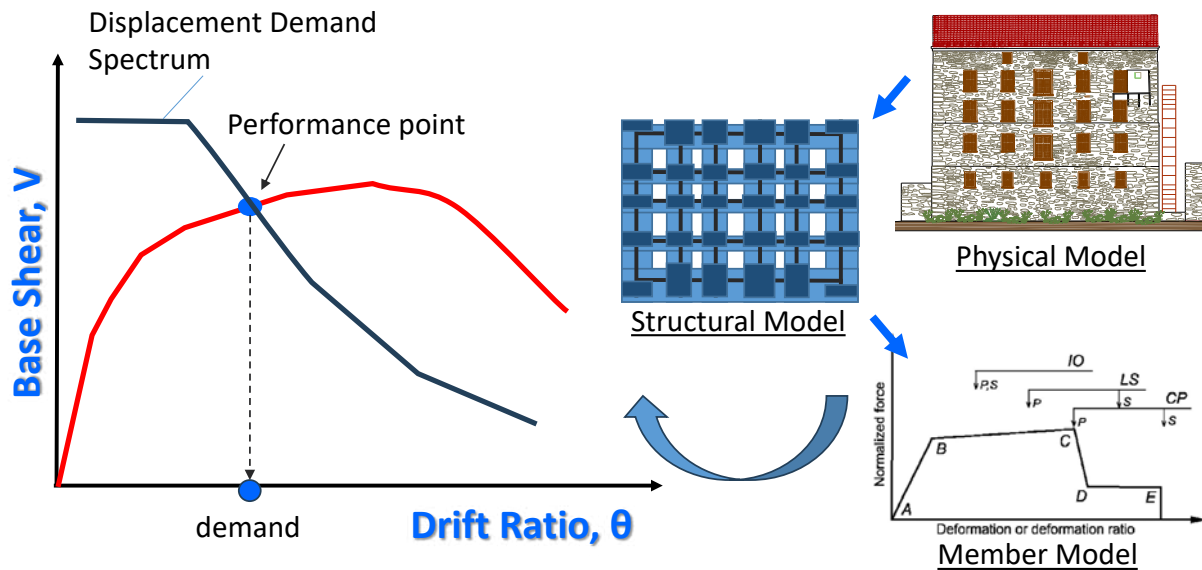 Displacement Demand
Spectrum
Performance point
Base Shear, V
demand
Drift Ratio, θ
Structural Model
Physical Model
IO
P,S
LS
P
S
CP
P
S
Normalized force
B
C
D
E
A
Deformation or deformation ratio
Member Model